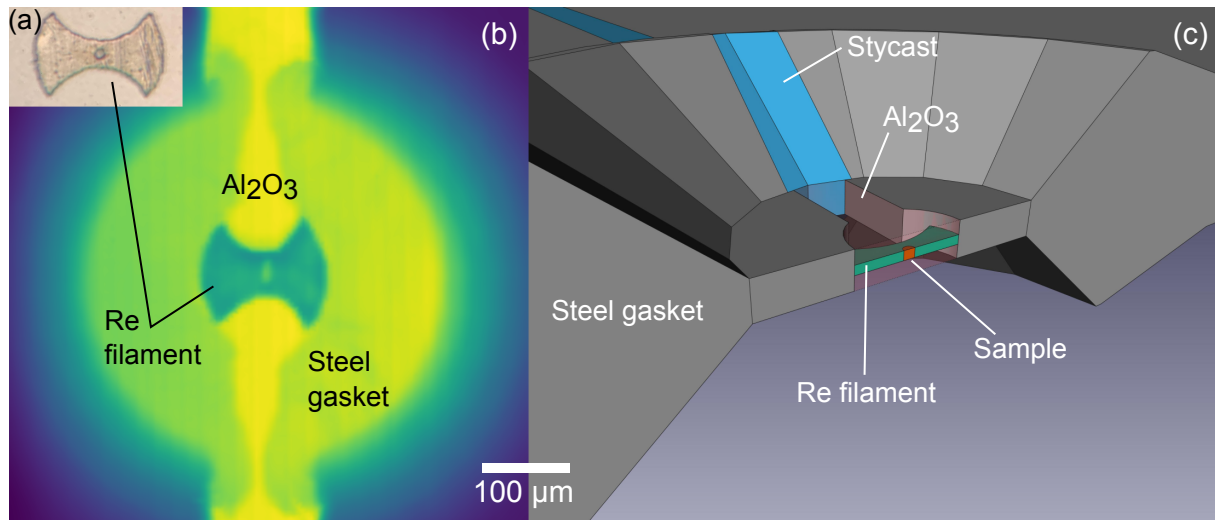 (a)
(b)
Al2O3
Re
filament
Steel
gasket
100 µm
(c)
Stycast
Al2O3
Steel gasket
Sample
Re filament